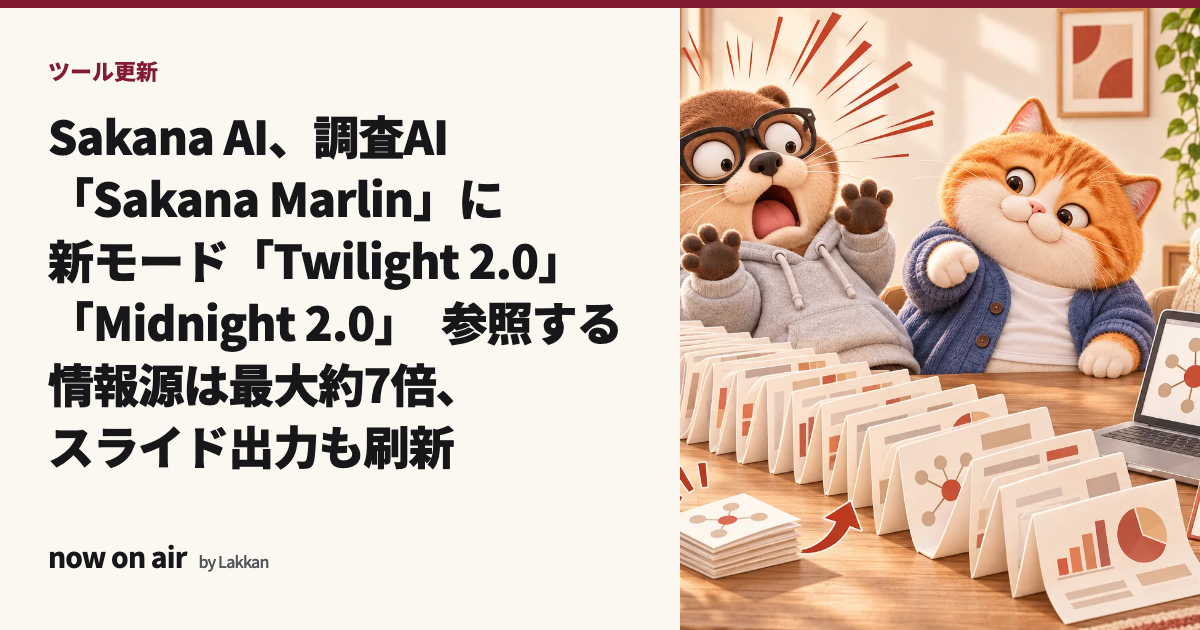 ツール更新
Sakana AI、調査AI
「Sakana Marlin」に
新モード「Twilight 2.0」
「Midnight 2.0」 参照する
情報源は最大約7倍、
スライド出力も刷新
now on air by Lakkan